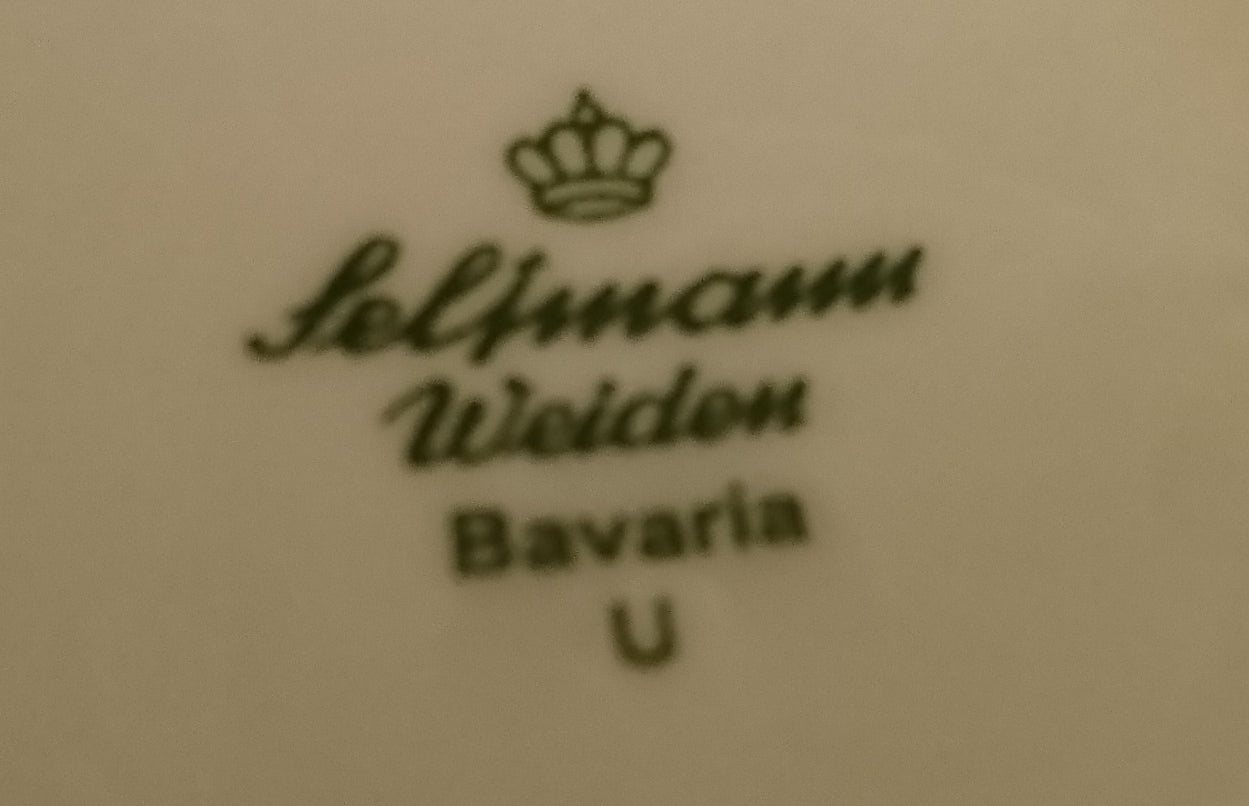 Seltmann
Weiden
Bavaria
U